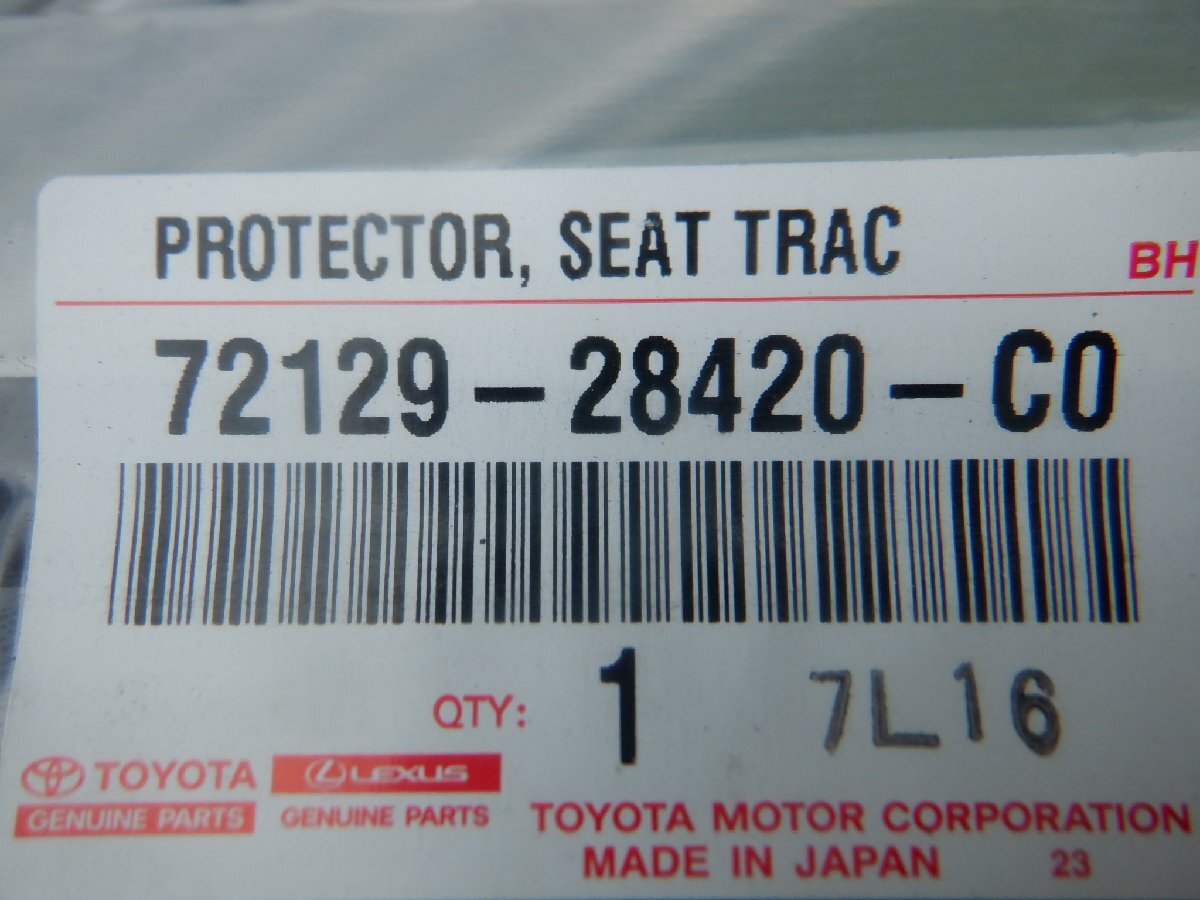 PROTECTOR, SEAT TRAC
BH
72129-28420-C0
QTY: 1 7L16
TOYOTA
GENUINE PARTS
LEXUS
GENUINE PARTS
TOYOTA MOTOR CORPORATION
MADE IN JAPAN 23